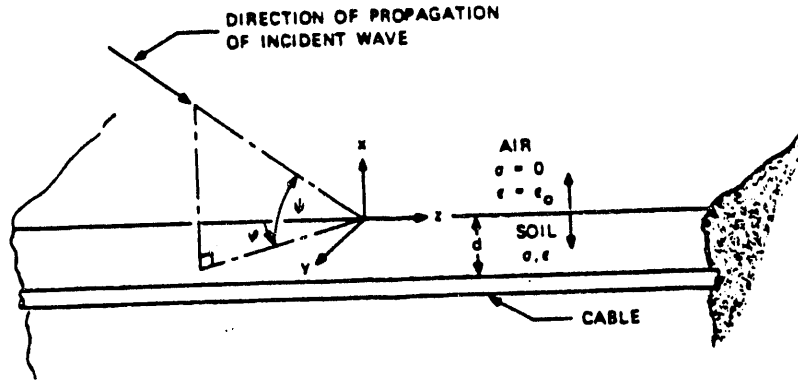 DIRECTION OF PROPAGATION
OF INCIDENT WAVE
x
AIR
σ = 0
ε = ε₀
ψ
z
φ
d
SOIL
σ, ε
y
CABLE